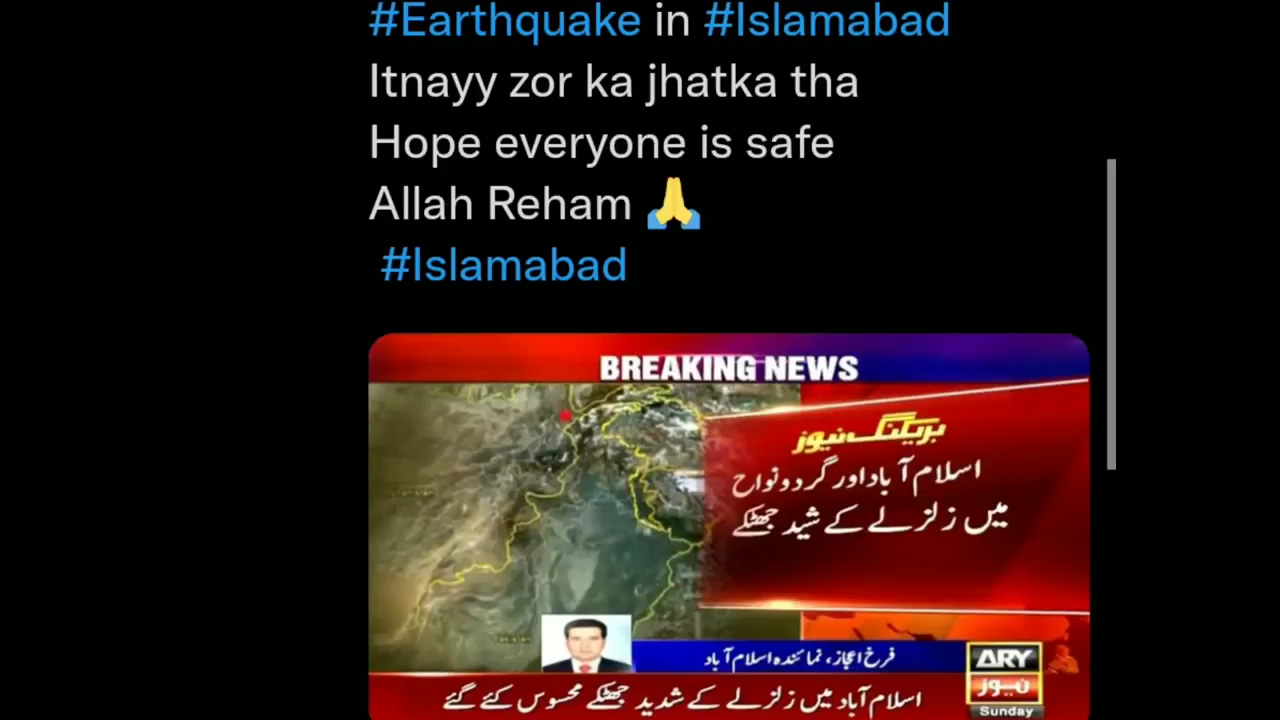 #Earthquake in #Islamabad
Itnayy zor ka jhatka tha
Hope everyone is safe
Allah Reham 🙏
#Islamabad
BREAKING NEWS
بریکنگ نیوز
اسلام آباد اور گردونواح
میں زلزلے کے شید جھٹکے
فرخ اعجاز، نمائندہ اسلام آباد
ARY
نیوز
Sunday
اسلام آباد میں زلزلے کے شدید جھٹکے محسوس کئے گئے